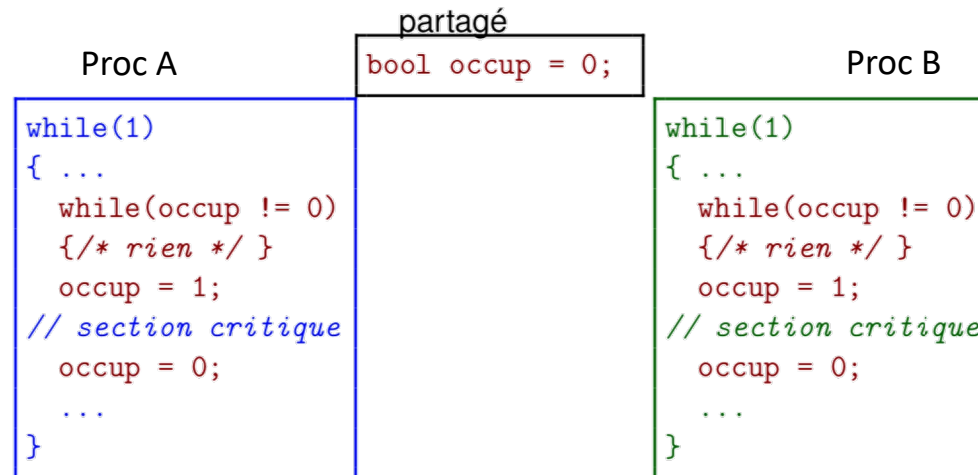 partagé
bool occup = 0;
Proc A
while(1)
{ ...
while(occup != 0)
{/* rien */ }
occup = 1;
// section critique
occup = 0;
...
}
Proc B
while(1)
{ ...
while(occup != 0)
{/* rien */ }
occup = 1;
// section critique
occup = 0;
...
}